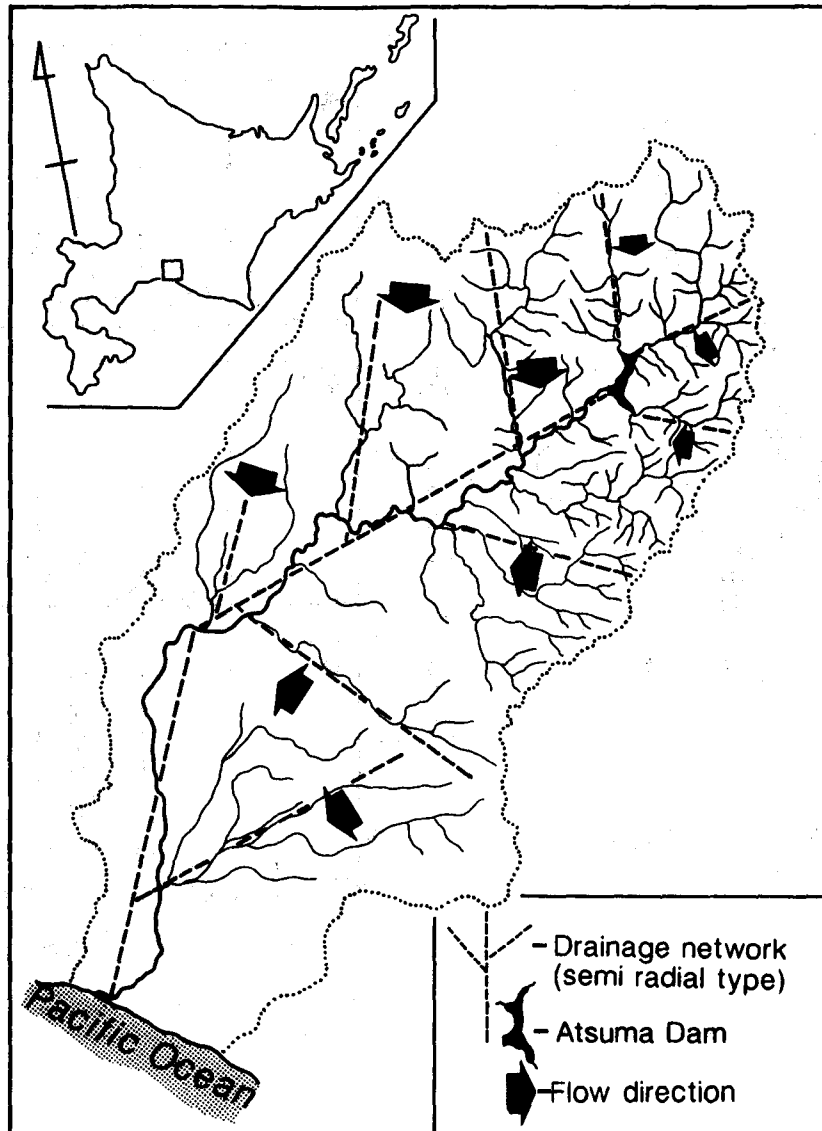 Drainage network
(semi radial type)
Atsuma Dam
Flow direction
Pacific Ocean